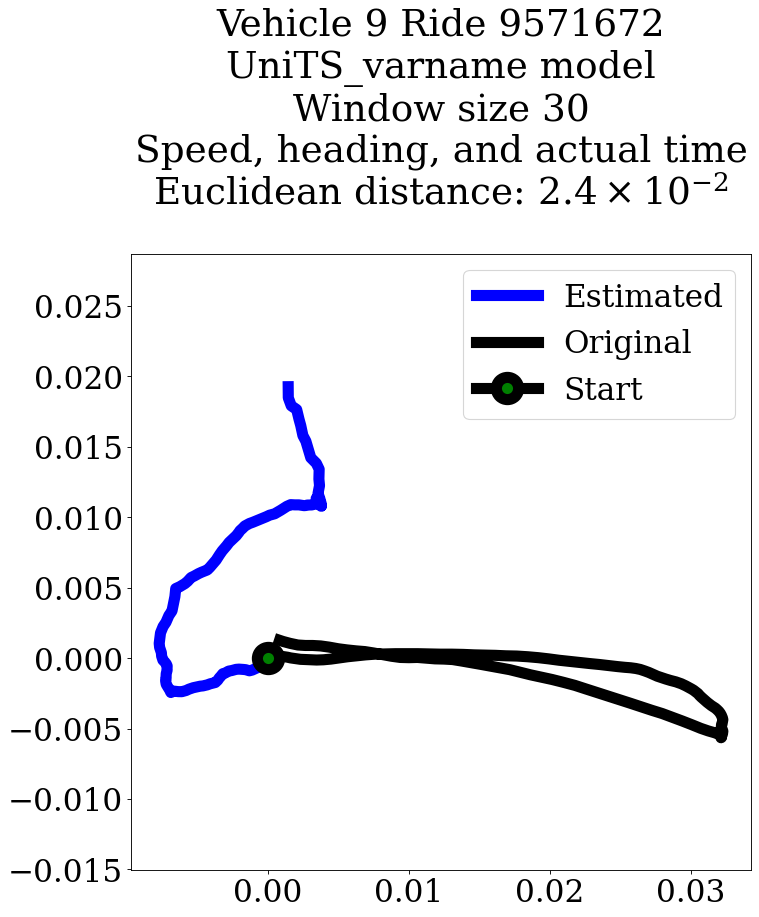 Vehicle 9 Ride 9571672
UniTS_varname model
Window size 30
Speed, heading, and actual time
Euclidean distance: 2.4 × 10⁻²
Estimated
Original
Start
0.025
0.020
0.015
0.010
0.005
0.000
−0.005
−0.010
−0.015
0.00 0.01 0.02 0.03